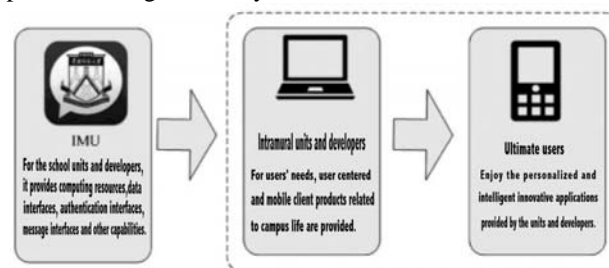 IMU
For the school units and developers,
it provides computing resources,data
interfaces, authentication interfaces,
message interfaces and other capabilities.
Intramural units and developers
For users' needs, user centered
and mobile client products related
to campus life are provided.
Ultimate users
Enjoy the personalized and
intelligent innovative applications
provided by the units and developers.